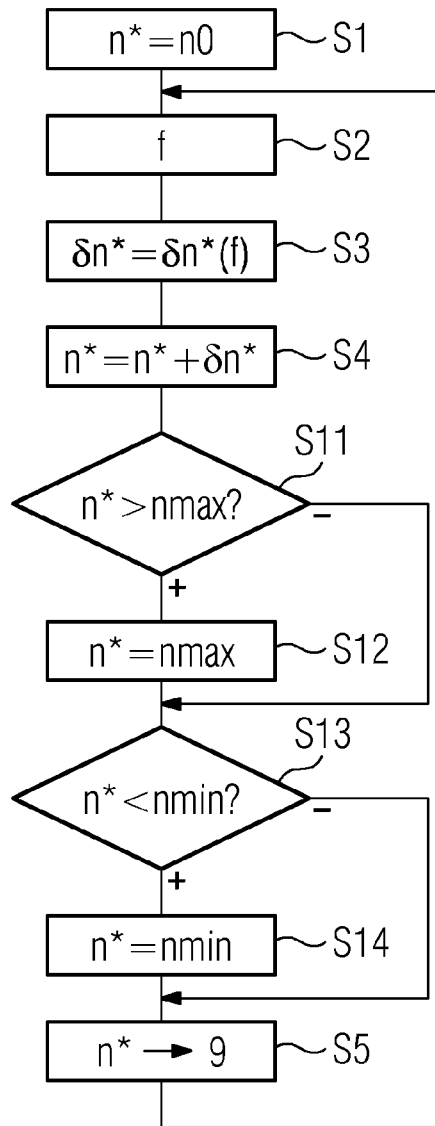 n*=n0 S1
f S2
δn*=δn*(f) S3
n*=n*+δn* S4
S11
n*>nmax?
–
+
n*=nmax S12
S13
n*<nmin?
–
+
n*=nmin S14
n* → 9 S5